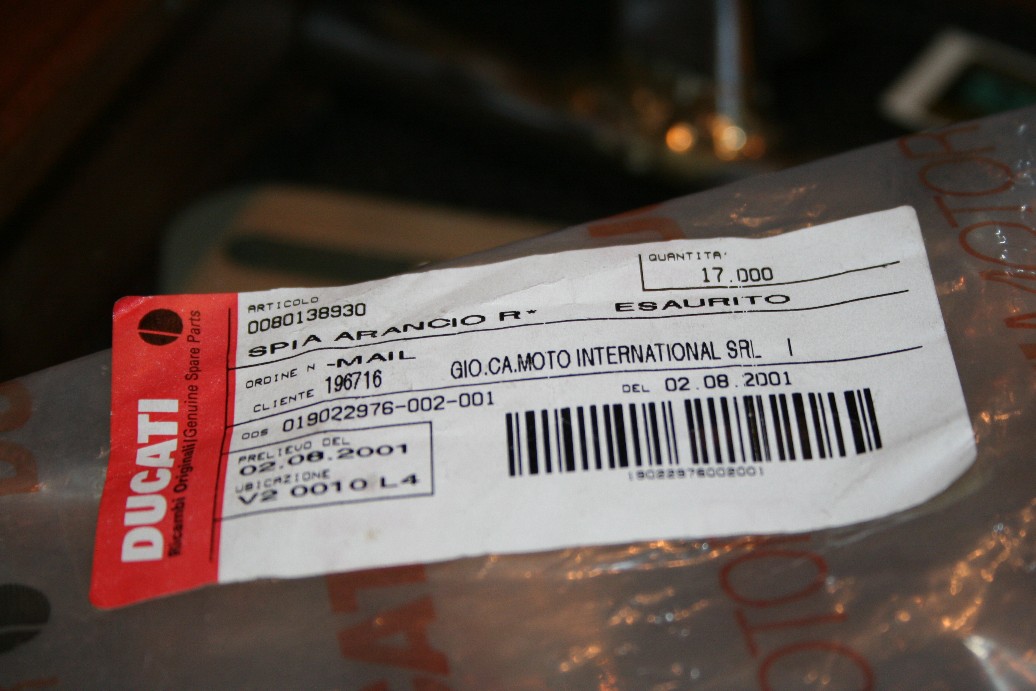 DUCATI
Ricambi Originali/Genuine Spare Parts
ARTICOLO
0080138930
QUANTITA'
17.000
SPIA ARANCIO R* ESAURITO
ORDINE N -MAIL
CLIENTE 196716 GIO.CA.MOTO INTERNATIONAL SRL I
DDS 019022976-002-001 DEL 02.08.2001
PRELIEVO DEL
02.08.2001
UBICAZIONE
V2 0010 L4
19022976002001